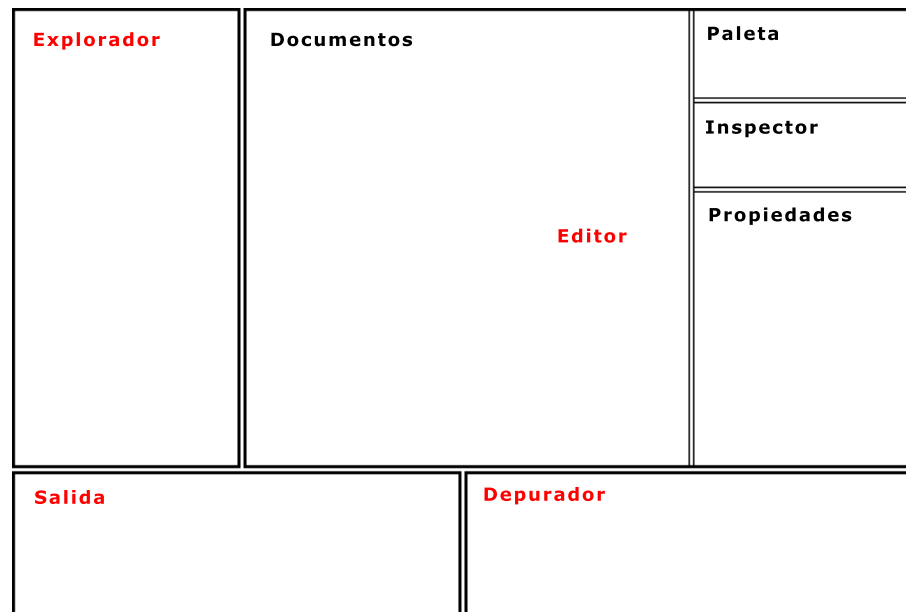 Explorador
Documentos
Paleta
Inspector
Propiedades
Editor
Salida
Depurador